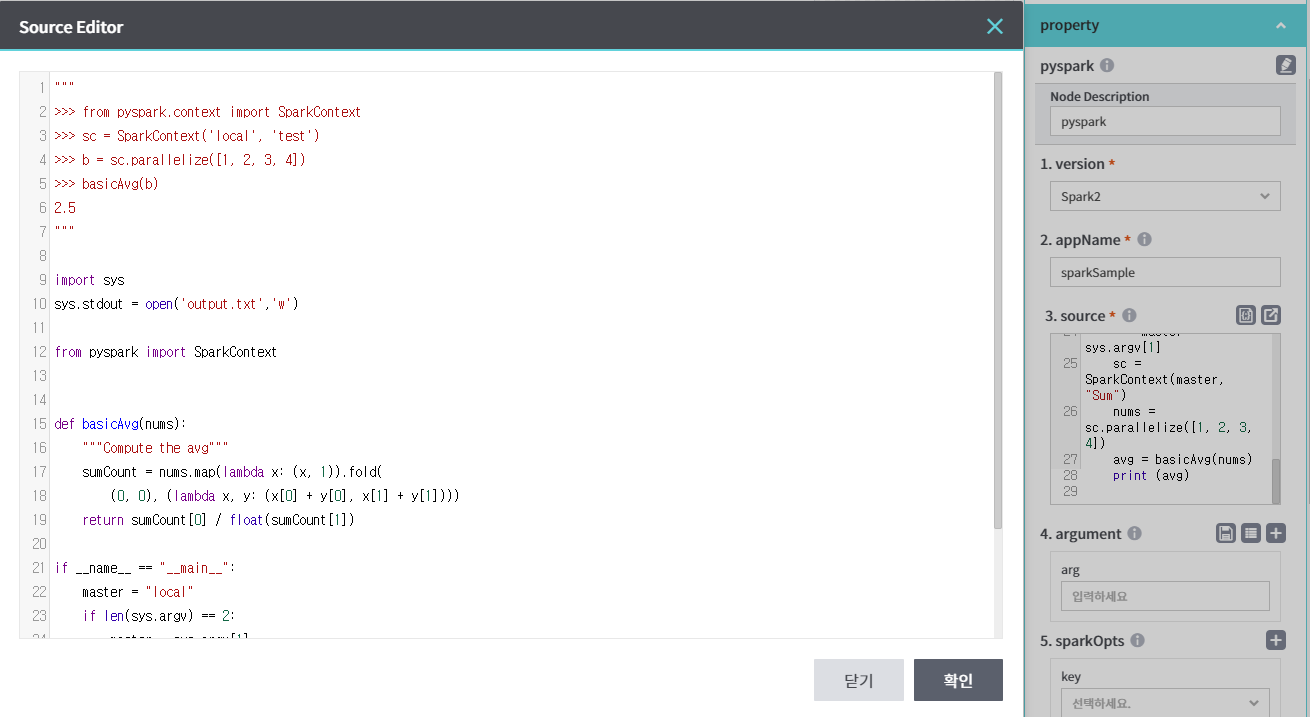 Source Editor
1 """
2 >>> from pyspark.context import SparkContext
3 >>> sc = SparkContext('local', 'test')
4 >>> b = sc.parallelize([1, 2, 3, 4])
5 >>> basicAvg(b)
6 2.5
7 """
8
9 import sys
10 sys.stdout = open('output.txt','w')
11
12 from pyspark import SparkContext
13
14
15 def basicAvg(nums):
16     """Compute the avg"""
17     sumCount = nums.map(lambda x: (x, 1)).fold(
18         (0, 0), (lambda x, y: (x[0] + y[0], x[1] + y[1])))
19     return sumCount[0] / float(sumCount[1])
20
21 if __name__ == "__main__":
22     master = "local"
23     if len(sys.argv) == 2:
24         master = sys.argv[1]
닫기
확인
property
pyspark
Node Description
pyspark
1. version *
Spark2
2. appName *
sparkSample
3. source *
24 master
sys.argv[1]
25     sc =
SparkContext(master,
"Sum")
26     nums =
sc.parallelize([1, 2, 3,
4])
27     avg = basicAvg(nums)
28     print (avg)
29
4. argument
arg
입력하세요
5. sparkOpts
key
선택하세요.